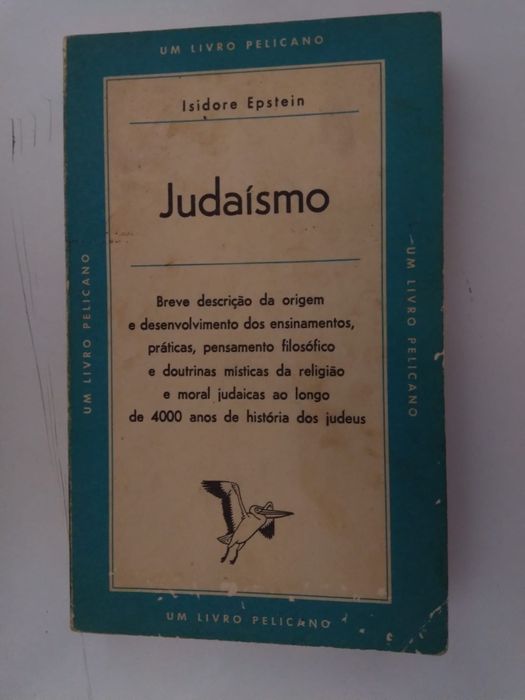 UM LIVRO PELICANO
Isidore Epstein
Judaísmo
UM LIVRO PELICANO
UM LIVRO PELICANO
Breve descrição da origem
e desenvolvimento dos ensinamentos,
práticas, pensamento filosófico
e doutrinas místicas da religião
e moral judaicas ao longo
de 4000 anos de história dos judeus
UM LIVRO PELICANO